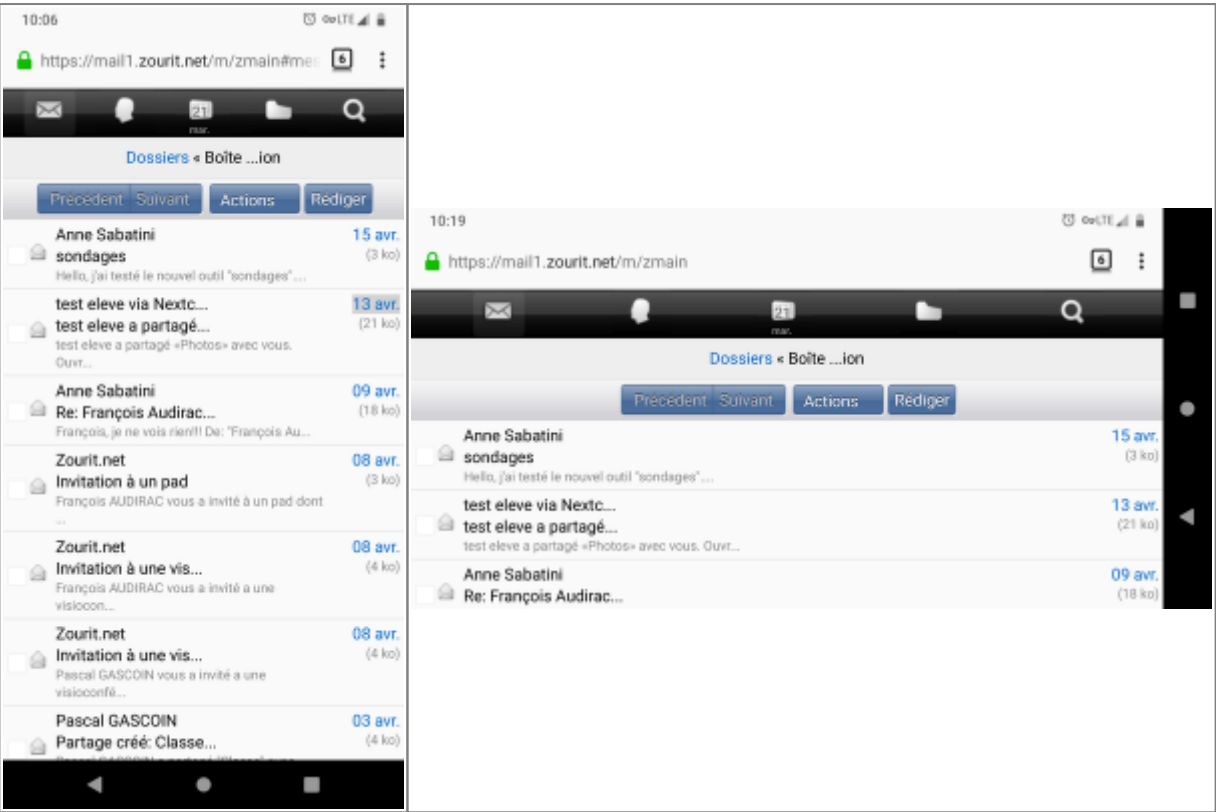 10:06
LTE
https://mail1.zourit.net/m/zmain#mes
6
21
mar.
Dossiers « Boîte ...ion
Précédent Suivant Actions Rédiger
Anne Sabatini 15 avr.
sondages (3 ko)
Hello, j'ai testé le nouvel outil "sondages"....
test eleve via Nextc... 13 avr.
test eleve a partagé... (21 ko)
test eleve a partagé «Photos» avec vous.
Ouvr...
Anne Sabatini 09 avr.
Re: François Audirac... (18 ko)
François, je ne vois rien!!! De: "François Au...
Zourit.net 08 avr.
Invitation à un pad (3 ko)
François AUDIRAC vous a invité à un pad dont
...
Zourit.net 08 avr.
Invitation à une vis... (4 ko)
François AUDIRAC vous a invité a une
visiocon...
Zourit.net 08 avr.
Invitation à une vis... (4 ko)
Pascal GASCOIN vous a invité a une
visioconfé...
Pascal GASCOIN 03 avr.
Partage créé: Classe... (4 ko)
10:19
LTE
https://mail1.zourit.net/m/zmain
6
21
mar.
Dossiers « Boîte ...ion
Précédent Suivant Actions Rédiger
Anne Sabatini 15 avr.
sondages (3 ko)
Hello, j'ai testé le nouvel outil "sondages"....
test eleve via Nextc... 13 avr.
test eleve a partagé... (21 ko)
test eleve a partagé «Photos» avec vous. Ouvr...
Anne Sabatini 09 avr.
Re: François Audirac... (18 ko)